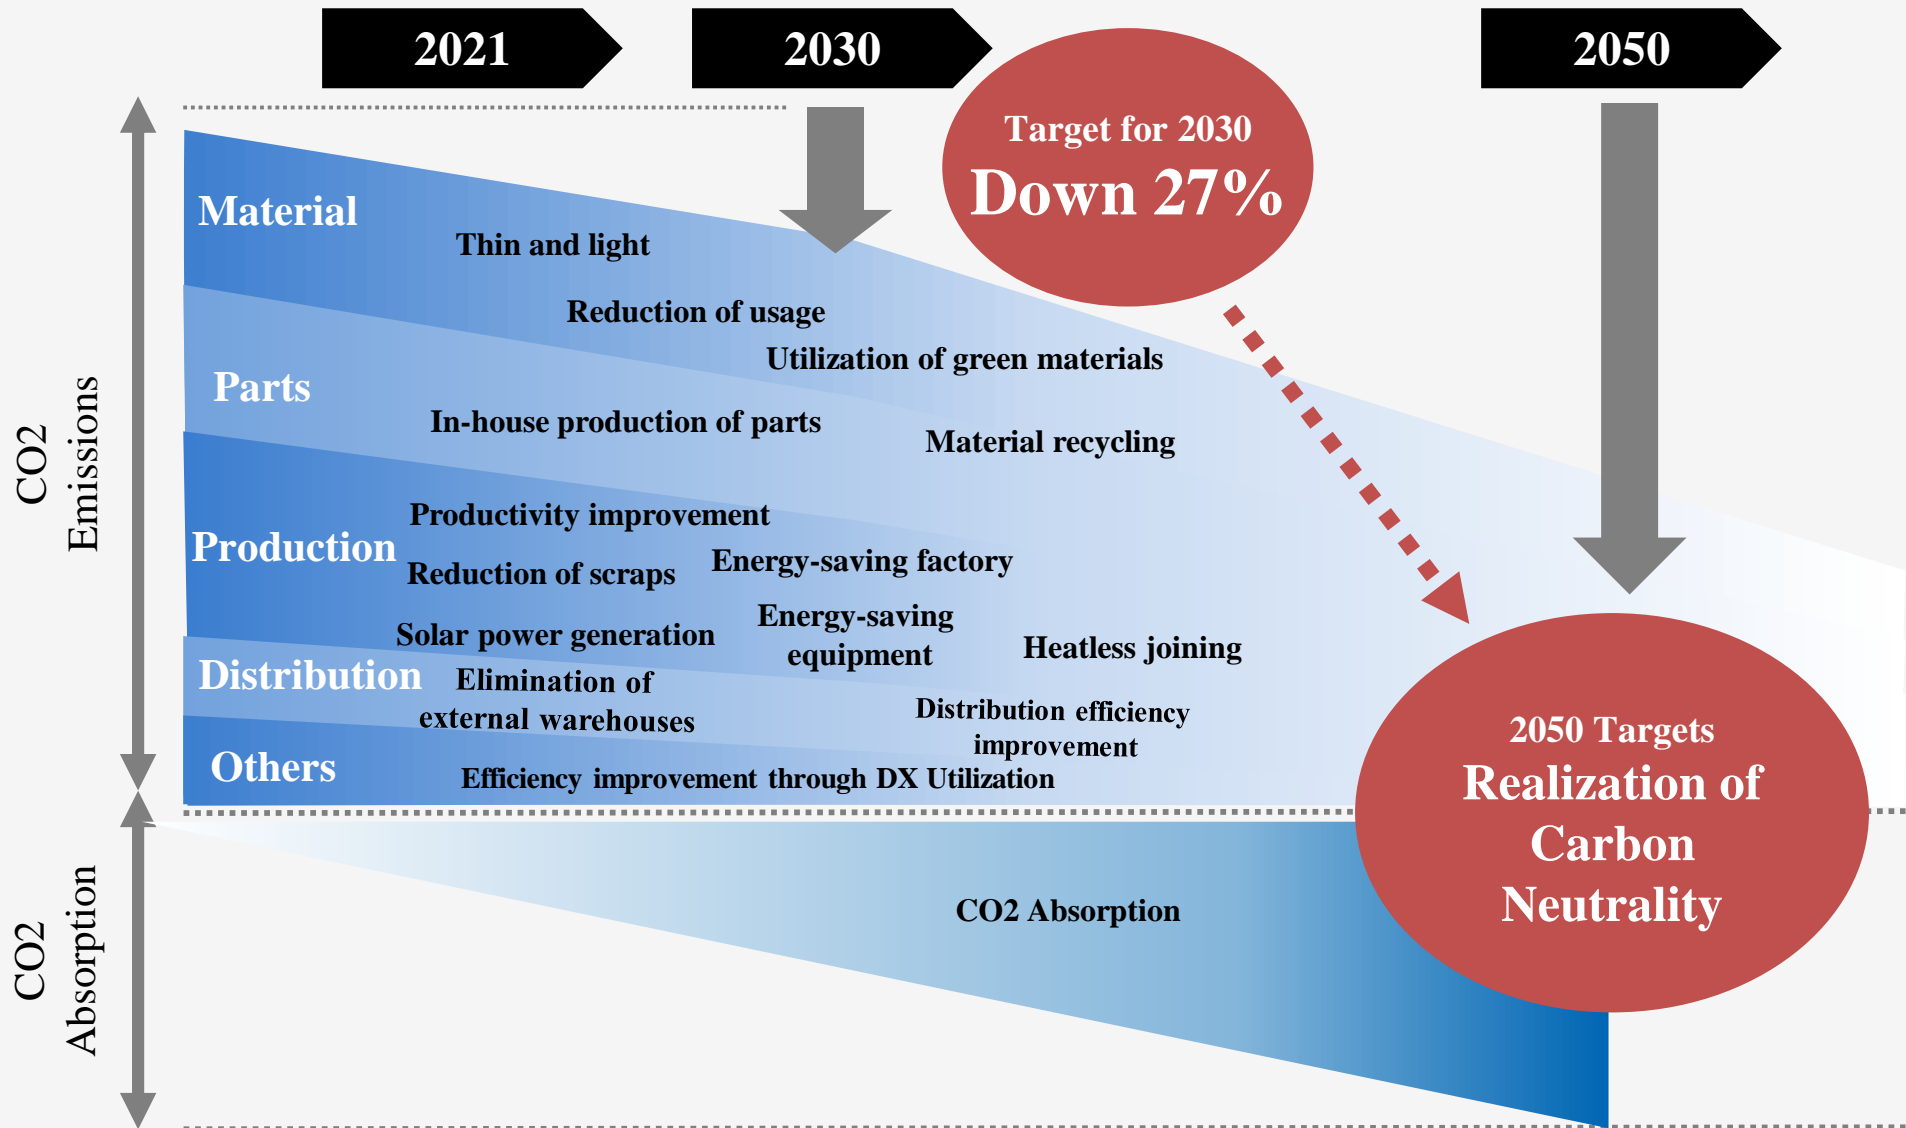 2021
2030
2050
Target for 2030
Down 27%
CO2
Emissions
Material
Thin and light
Reduction of usage
Utilization of green materials
Parts
In-house production of parts
Material recycling
Production
Productivity improvement
Energy-saving factory
Reduction of scraps
Solar power generation
Energy-saving
equipment
Heatless joining
Distribution
Elimination of
external warehouses
Distribution efficiency
improvement
Others
Efficiency improvement through DX Utilization
2050 Targets
Realization of
Carbon
Neutrality
CO2
Absorption
CO2 Absorption